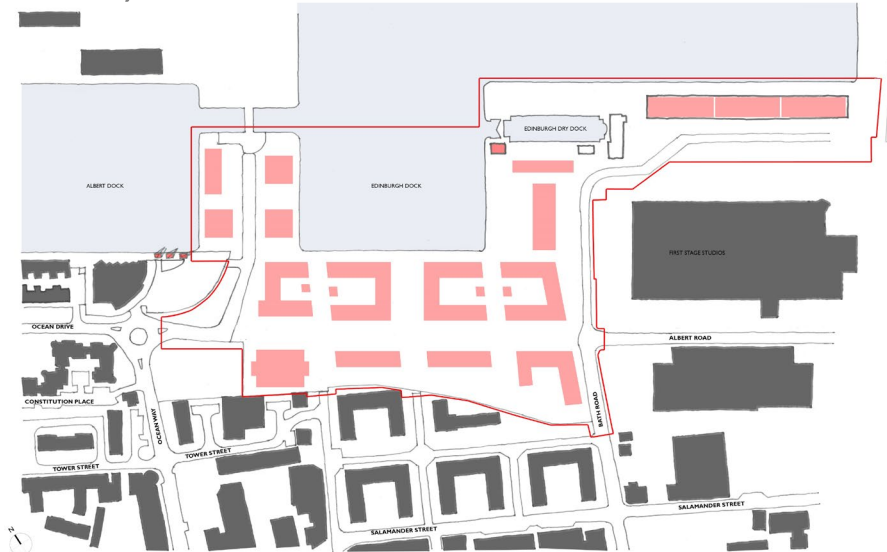 EDINBURGH DRY DOCK
ALBERT DOCK
EDINBURGH DOCK
FIRST STAGE STUDIOS
OCEAN DRIVE
ALBERT ROAD
CONSTITUTION PLACE
OCEAN WAY
BATH ROAD
TOWER STREET
TOWER STREET
SALAMANDER STREET
SALAMANDER STREET
N